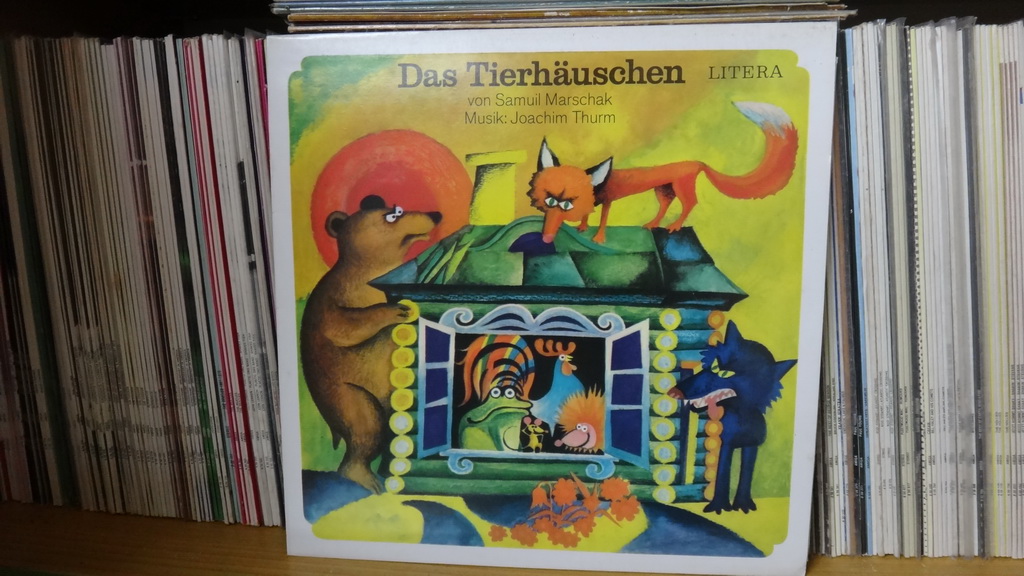 Das Tierhäuschen LITERA
von Samuil Marschak
Musik: Joachim Thurm